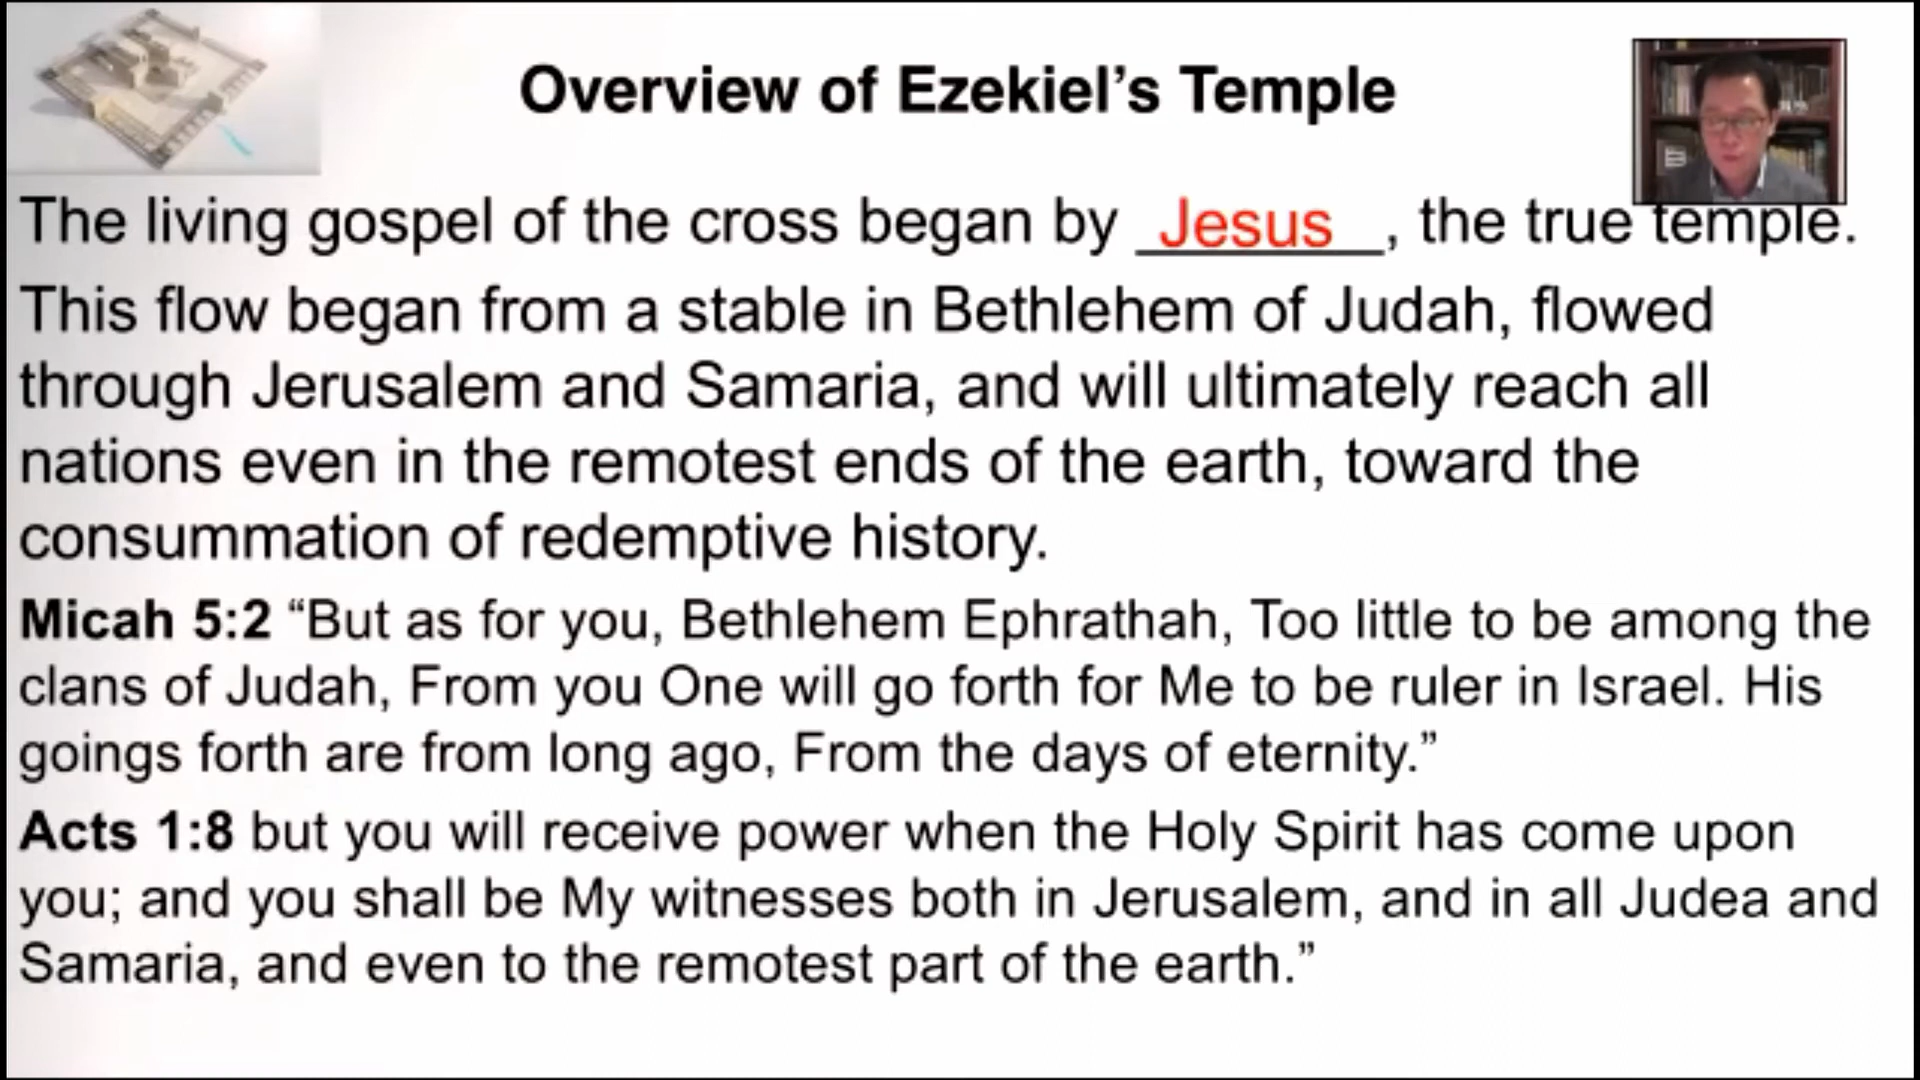 Overview of Ezekiel’s Temple
The living gospel of the cross began by Jesus, the true temple.
This flow began from a stable in Bethlehem of Judah, flowed
through Jerusalem and Samaria, and will ultimately reach all
nations even in the remotest ends of the earth, toward the
consummation of redemptive history.
Micah 5:2 “But as for you, Bethlehem Ephrathah, Too little to be among the
clans of Judah, From you One will go forth for Me to be ruler in Israel. His
goings forth are from long ago, From the days of eternity.”
Acts 1:8 but you will receive power when the Holy Spirit has come upon
you; and you shall be My witnesses both in Jerusalem, and in all Judea and
Samaria, and even to the remotest part of the earth.”